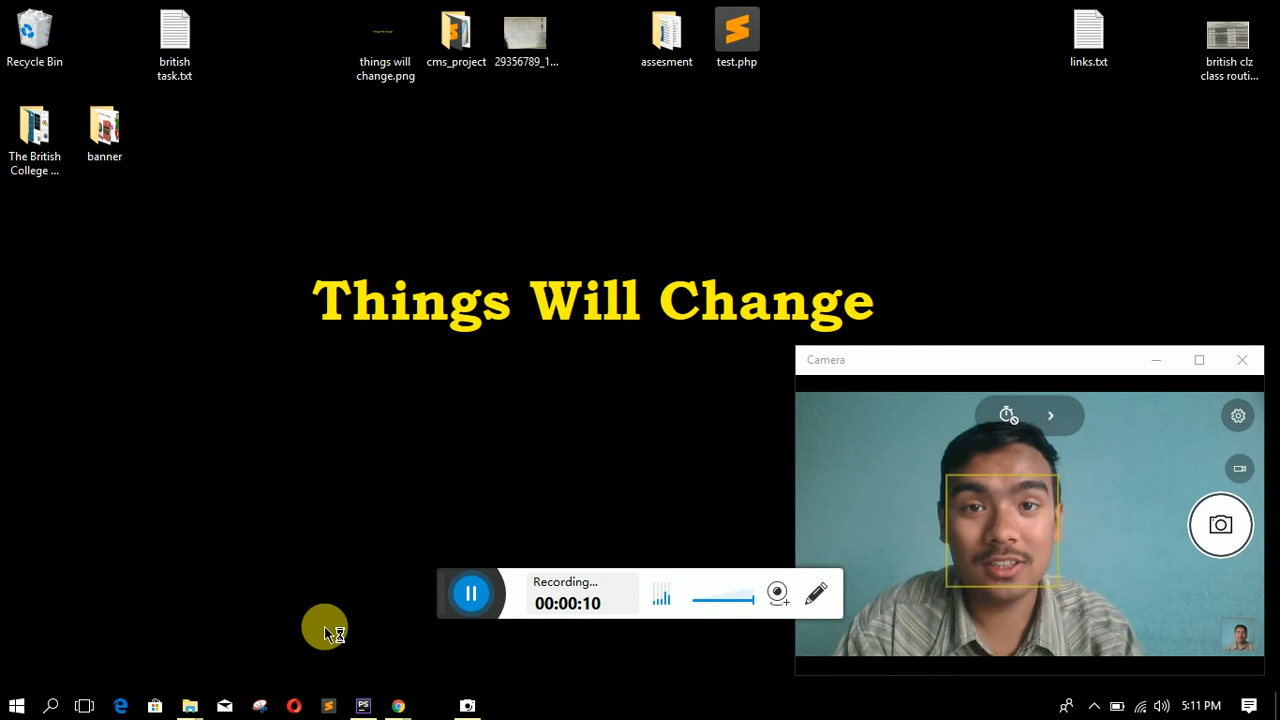 Recycle Bin
british
task.txt
things will
change.png
cms_project
29356789_1...
assesment
test.php
links.txt
british clz
class routi...
The British
College ...
banner
Things Will Change
Camera
Recording...
00:00:10
PS
5:11 PM